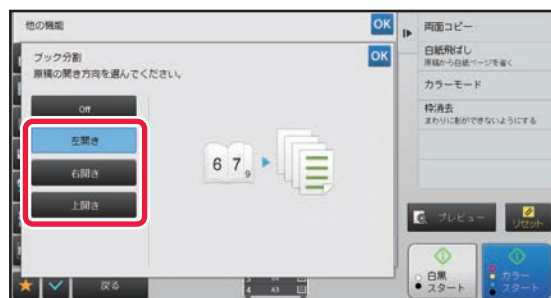 他の機能
OK
ブック分割
OK
原稿の開き方向を選んでください。
Off
左開き
右開き
上開き
6 7 9
戻る
両面コピー
白紙飛ばし
原稿から白紙ページを省く
カラーモード
枠消去
まわりに影ができないようにする
プレビュー
リセット
白黒
スタート
カラー
スタート
4 A3